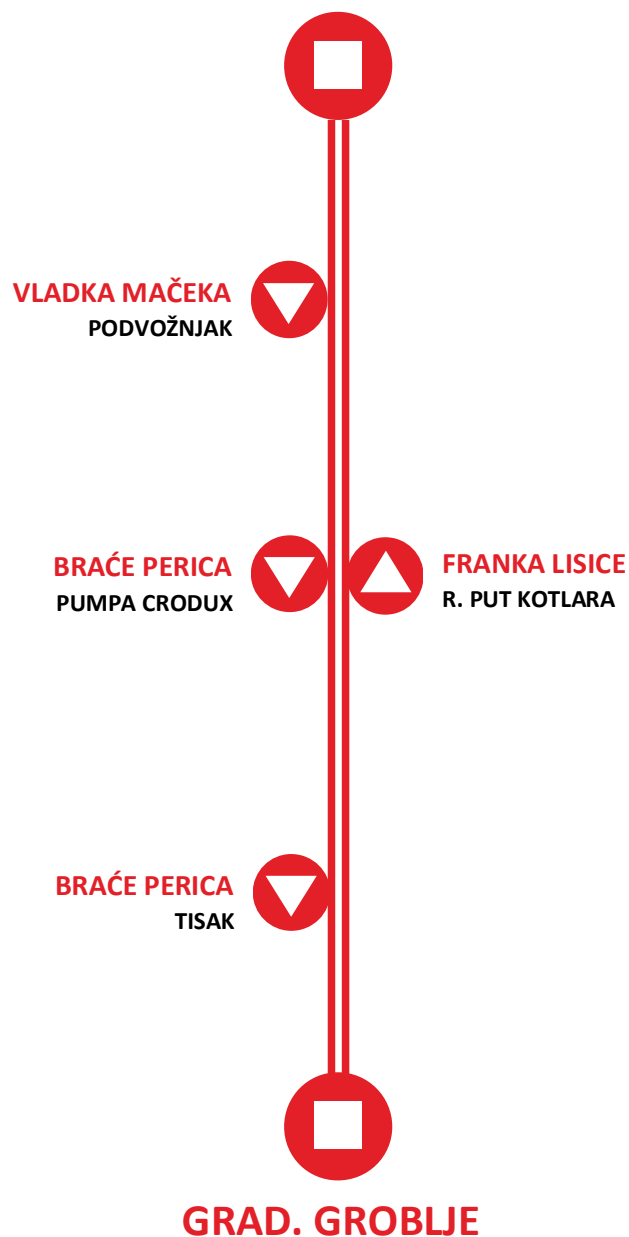 VLADKA MAČEKA
PODVOŽNJAK
BRAĆE PERICA
PUMPA CRODUX
FRANKA LISICE
R. PUT KOTLARA
BRAĆE PERICA
TISAK
GRAD. GROBLJE